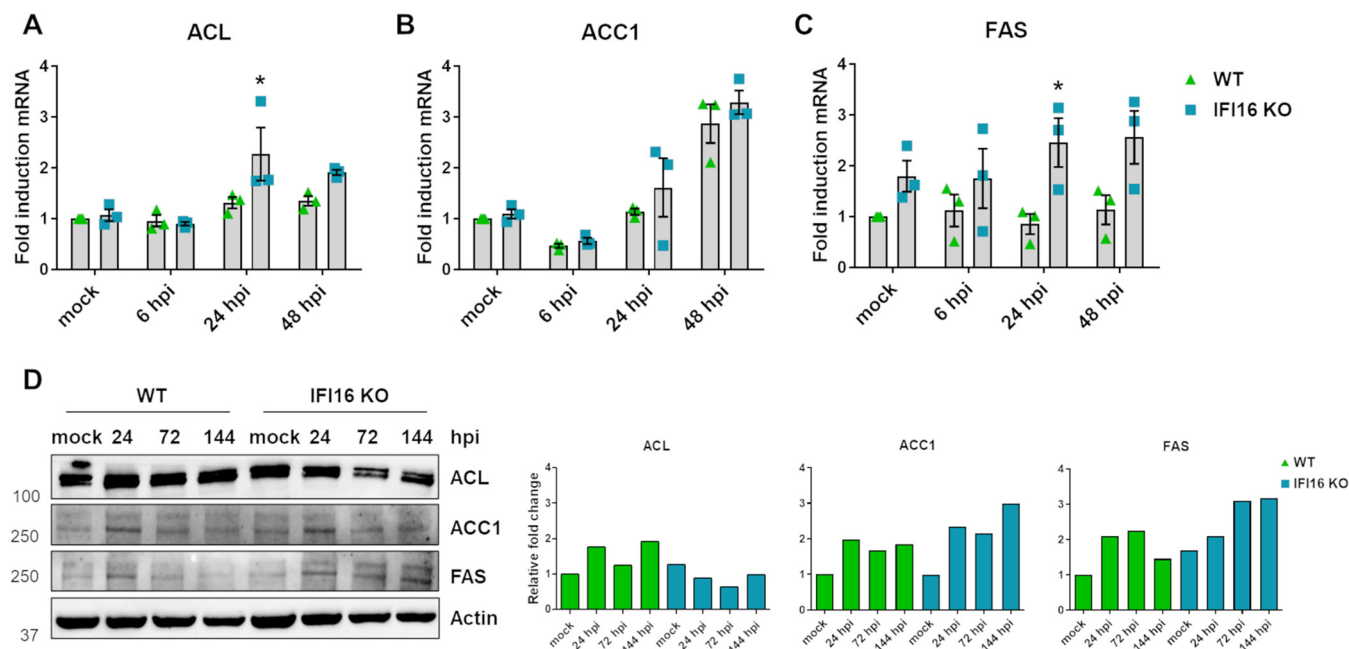 A
ACL
Fold induction mRNA
4
3
2
1
0
*
mock
6 hpi
24 hpi
48 hpi
B
ACC1
Fold induction mRNA
4
3
2
1
0
mock
6 hpi
24 hpi
48 hpi
C
FAS
Fold induction mRNA
4
3
2
1
0
*
mock
6 hpi
24 hpi
48 hpi
WT
IFI16 KO
D
WT IFI16 KO
mock 24 72 144 mock 24 72 144 hpi
100 ACL
250 ACC1
250 FAS
37 Actin
ACL
Relative fold change
4
3
2
1
0
mock
24 hpi
72 hpi
144 hpi
mock
24 hpi
72 hpi
144 hpi
ACC1
4
3
2
1
0
mock
24 hpi
72 hpi
144 hpi
mock
24 hpi
72 hpi
144 hpi
FAS
4
3
2
1
0
mock
24 hpi
72 hpi
144 hpi
mock
24 hpi
72 hpi
144 hpi
WT
IFI16 KO